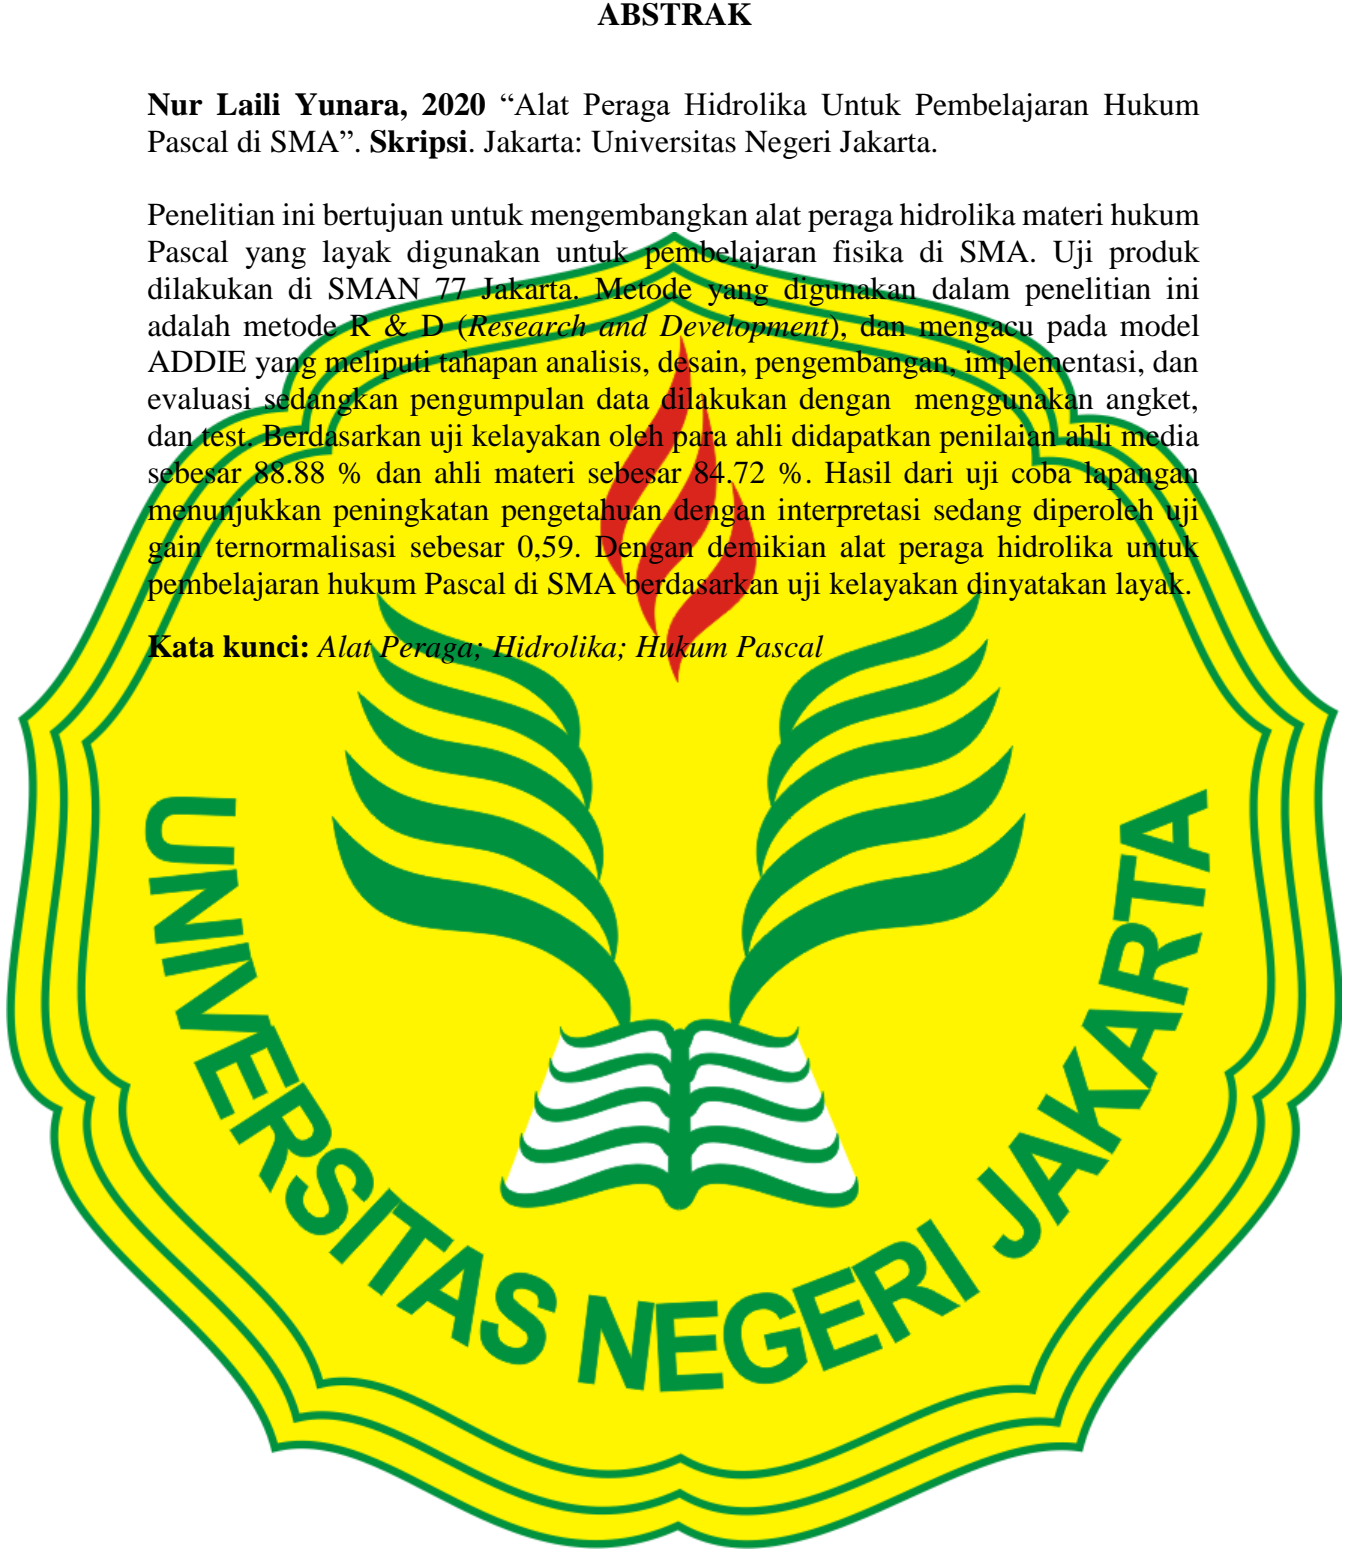 ABSTRAK
Nur Laili Yunara, 2020 “Alat Peraga Hidrolika Untuk Pembelajaran Hukum
Pascal di SMA”. Skripsi. Jakarta: Universitas Negeri Jakarta.
Penelitian ini bertujuan untuk mengembangkan alat peraga hidrolika materi hukum
Pascal yang layak digunakan untuk pembelajaran fisika di SMA. Uji produk
dilakukan di SMAN 77 Jakarta. Metode yang digunakan dalam penelitian ini
adalah metode R & D (Research and Development), dan mengacu pada model
ADDIE yang meliputi tahapan analisis, desain, pengembangan, implementasi, dan
evaluasi sedangkan pengumpulan data dilakukan dengan  menggunakan angket,
dan test. Berdasarkan uji kelayakan oleh para ahli didapatkan penilaian ahli media
sebesar 88.88 % dan ahli materi sebesar 84.72 %. Hasil dari uji coba lapangan
menunjukkan peningkatan pengetahuan dengan interpretasi sedang diperoleh uji
gain ternormalisasi sebesar 0,59. Dengan demikian alat peraga hidrolika untuk
pembelajaran hukum Pascal di SMA berdasarkan uji kelayakan dinyatakan layak.
Kata kunci: Alat Peraga; Hidrolika; Hukum Pascal
UNIVERSITAS NEGERI JAKARTA